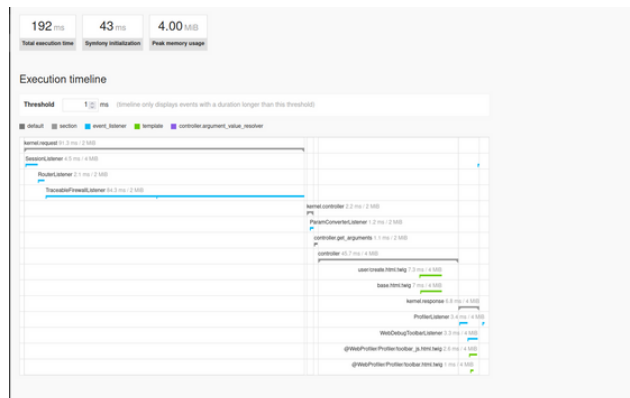 192 ms 43 ms 4.00 MiB
Total execution time Symfony initialization Peak memory usage
Execution timeline
Threshold 1 ms (timeline only displays events with a duration longer than this threshold)
default section event_listener template controller.argument_value_resolver
kernel.request 91.3 ms / 2 MiB
SessionListener 4.5 ms / 4 MiB
RouterListener 2.1 ms / 2 MiB
TraceableFirewallListener 84.3 ms / 2 MiB
kernel.controller 2.2 ms / 2 MiB
ParamConverterListener 1.2 ms / 2 MiB
controller.get_arguments 1.1 ms / 2 MiB
controller 45.7 ms / 4 MiB
user/create.html.twig 7.3 ms / 4 MiB
base.html.twig 7 ms / 4 MiB
kernel.response 6.8 ms / 4 MiB
ProfilerListener 3.4 ms / 4 MiB
WebDebugToolbarListener 3.3 ms / 4 MiB
@WebProfiler/Profiler/toolbar_js.html.twig 2.6 ms / 4 MiB
@WebProfiler/Profiler/toolbar.html.twig 1 ms / 4 MiB